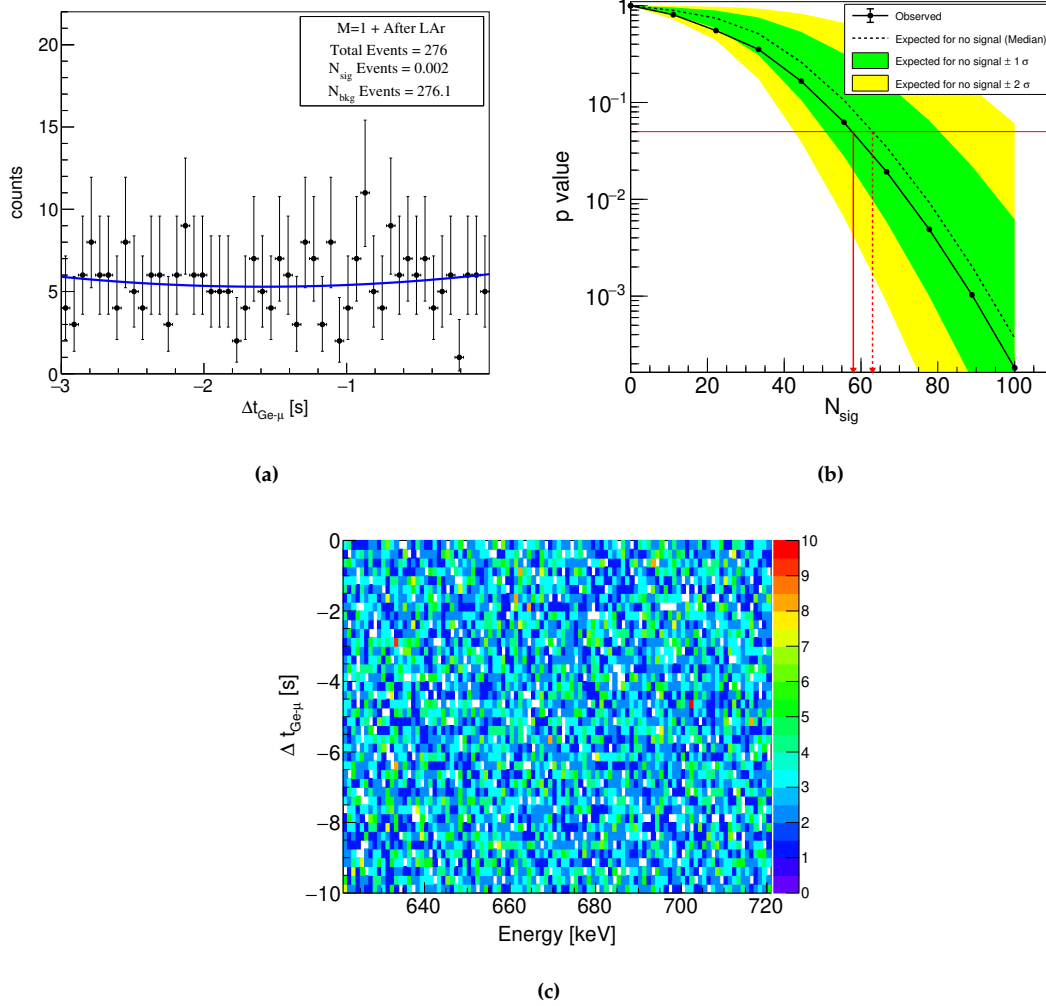 M=1 + After LAr
Total Events = 276
N_sig Events = 0.002
N_bkg Events = 276.1
counts
20
15
10
5
0
−3
−2
−1
Δt_Ge-μ [s]
(a)
Observed
Expected for no signal (Median)
Expected for no signal ± 1 σ
Expected for no signal ± 2 σ
p value
1
10⁻¹
10⁻²
10⁻³
0
20
40
60
80
100
N_sig
(b)
0
−2
−4
−6
−8
−10
Δ t_Ge-μ [s]
640
660
680
700
720
Energy [keV]
10
9
8
7
6
5
4
3
2
1
0
(c)